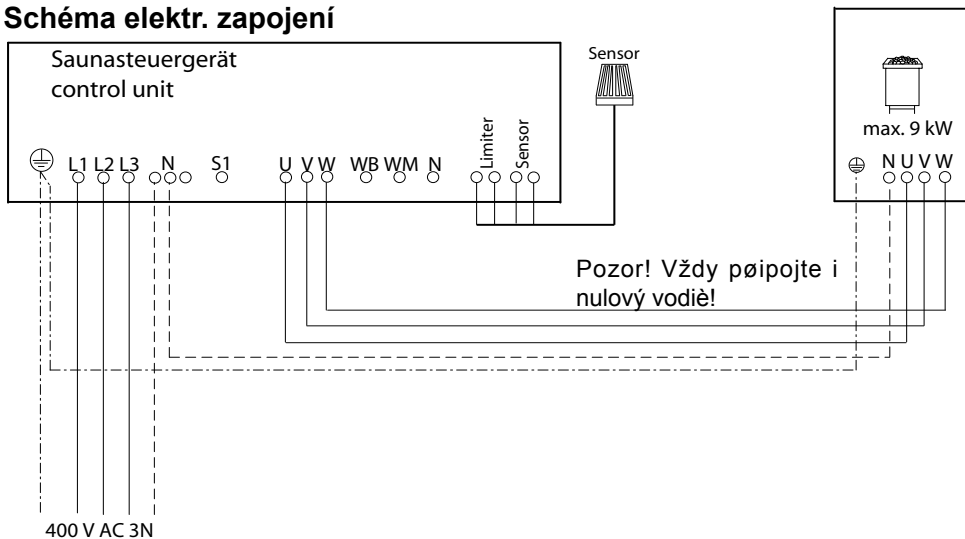 Schéma elektr. zapojení
Saunasteuergerät
control unit
Sensor
max. 9 kW
L1 L2 L3 N S1 U V W WB WM N Limiter Sensor
N U V W
Pozor! Vždy pøipojte i
nulový vodiè!
400 V AC 3N